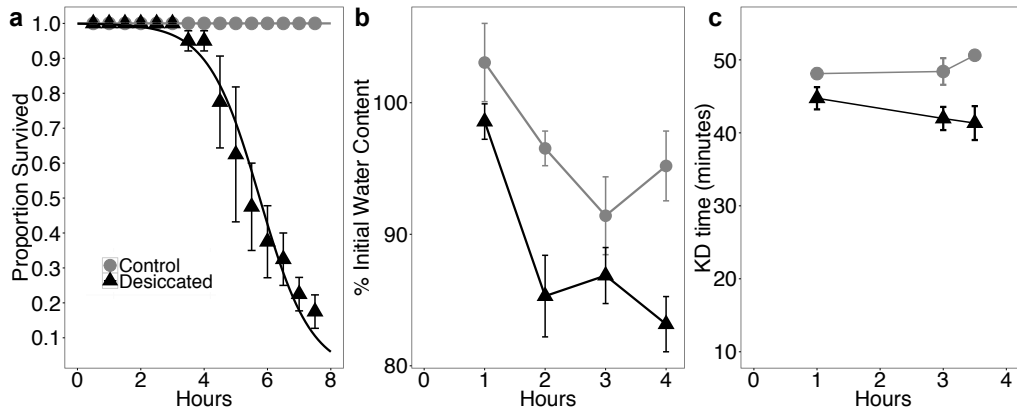 a
Proportion Survived
1.0
0.9
0.8
0.7
0.6
0.5
0.4
0.3
0.2
0.1
Control
Desiccated
0 2 4 6 8
Hours
b
% Initial Water Content
100
90
80
0 1 2 3 4
Hours
c
KD time (minutes)
50
40
30
20
10
0 1 3 4
Hours